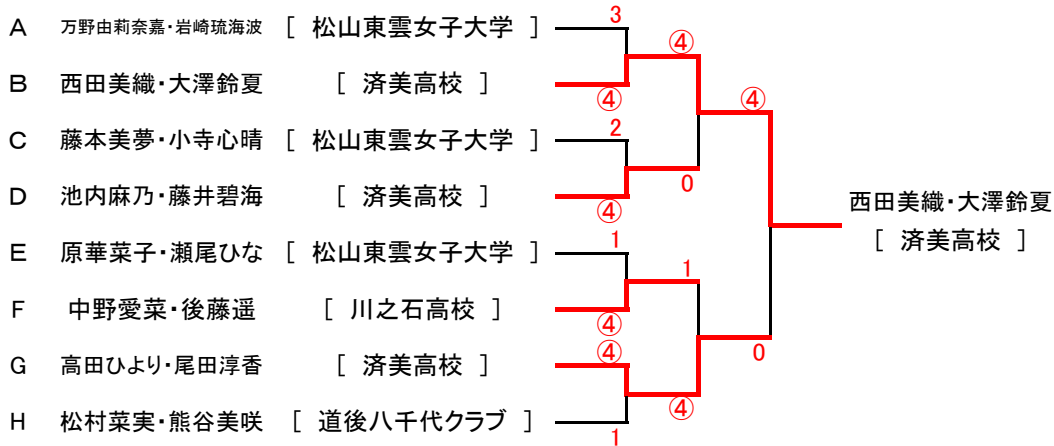 A 万野由莉奈嘉・岩崎琉海波 [ 松山東雲女子大学 ] 3
④
B 西田美織・大澤鈴夏 [ 済美高校 ] ④
④
C 藤本美夢・小寺心晴 [ 松山東雲女子大学 ] 2
0
D 池内麻乃・藤井碧海 [ 済美高校 ] ④
西田美織・大澤鈴夏
[ 済美高校 ]
E 原華菜子・瀬尾ひな [ 松山東雲女子大学 ] 1
1
F 中野愛菜・後藤遥 [ 川之石高校 ] ④
0
G 高田ひより・尾田淳香 [ 済美高校 ] ④
④
H 松村菜実・熊谷美咲 [ 道後八千代クラブ ] 1